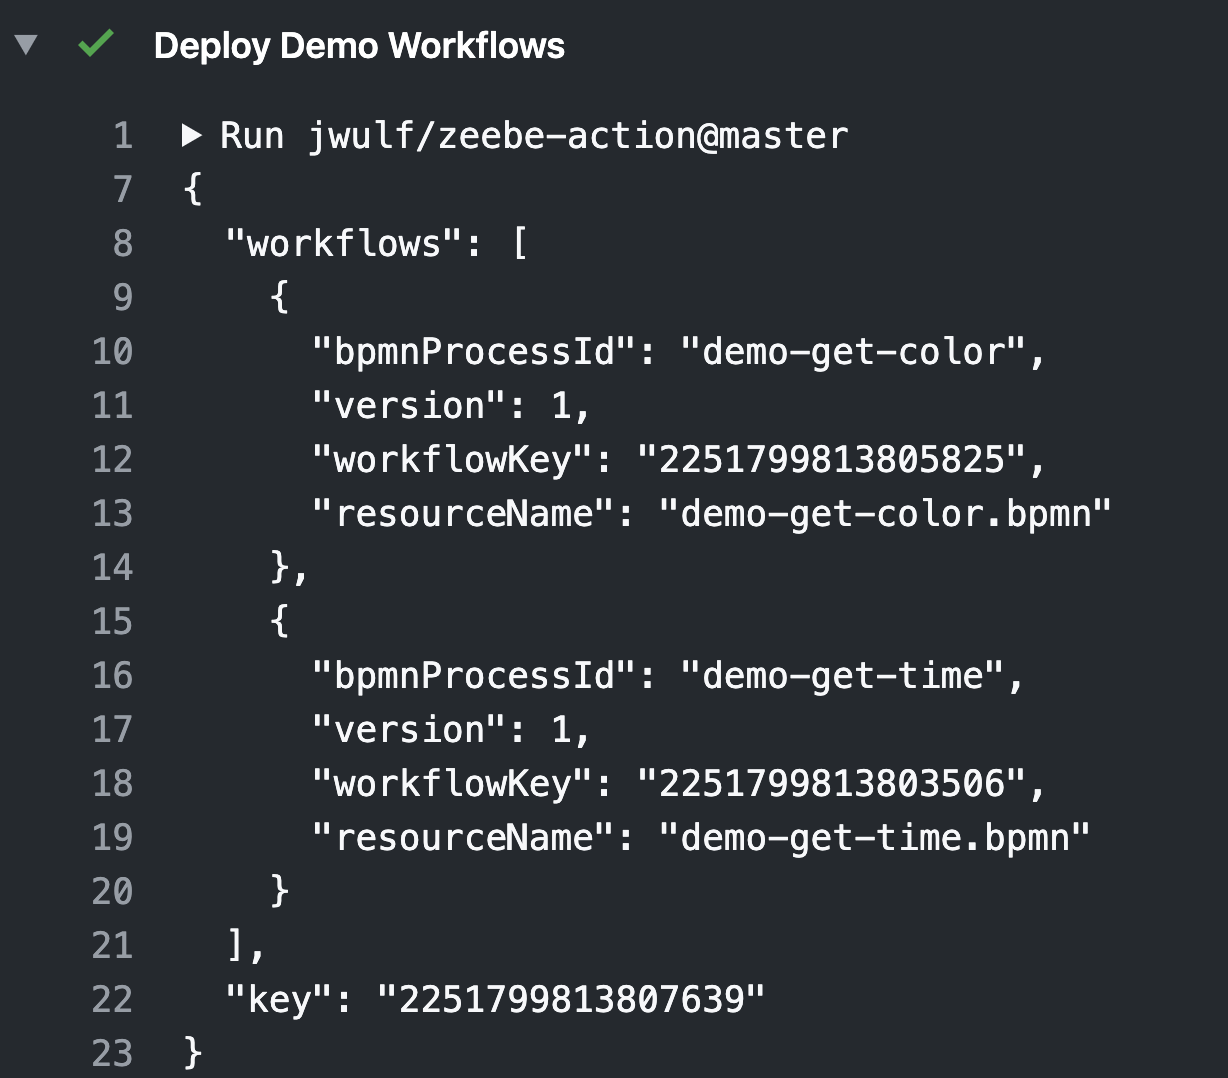 Deploy Demo Workflows
1 Run jwulf/zeebe-action@master
7 {
8   "workflows": [
9     {
10       "bpmnProcessId": "demo-get-color",
11       "version": 1,
12       "workflowKey": "2251799813805825",
13       "resourceName": "demo-get-color.bpmn"
14     },
15     {
16       "bpmnProcessId": "demo-get-time",
17       "version": 1,
18       "workflowKey": "2251799813803506",
19       "resourceName": "demo-get-time.bpmn"
20     }
21   ],
22   "key": "2251799813807639"
23 }